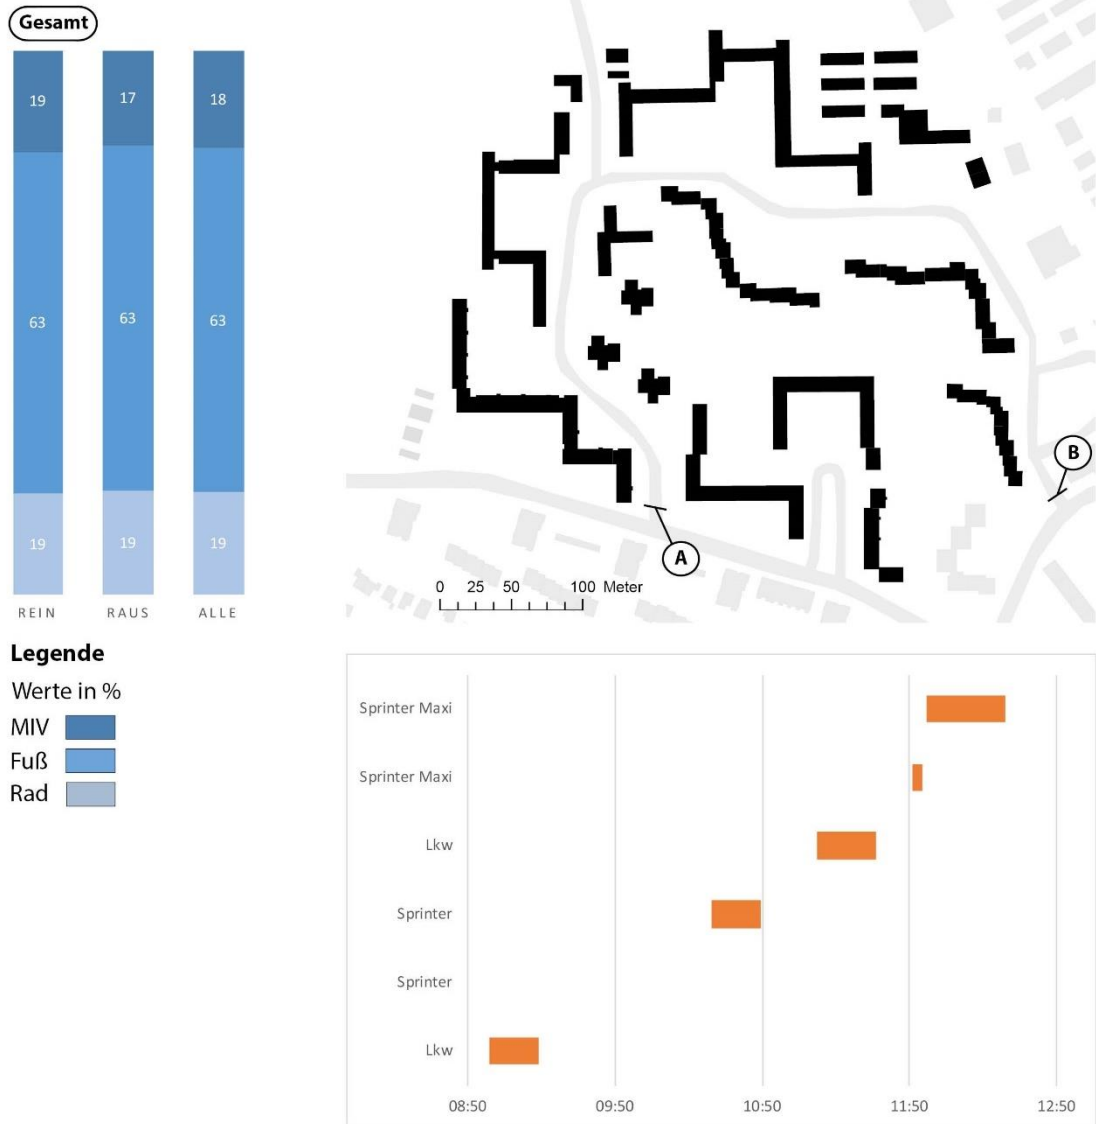 Gesamt
19 17 18
63 63 63
19 19 19
REIN RAUS ALLE
Legende
Werte in %
MIV
Fuß
Rad
B
A
0 25 50 100 Meter
Sprinter Maxi
Sprinter Maxi
Lkw
Sprinter
Sprinter
Lkw
08:50 09:50 10:50 11:50 12:50